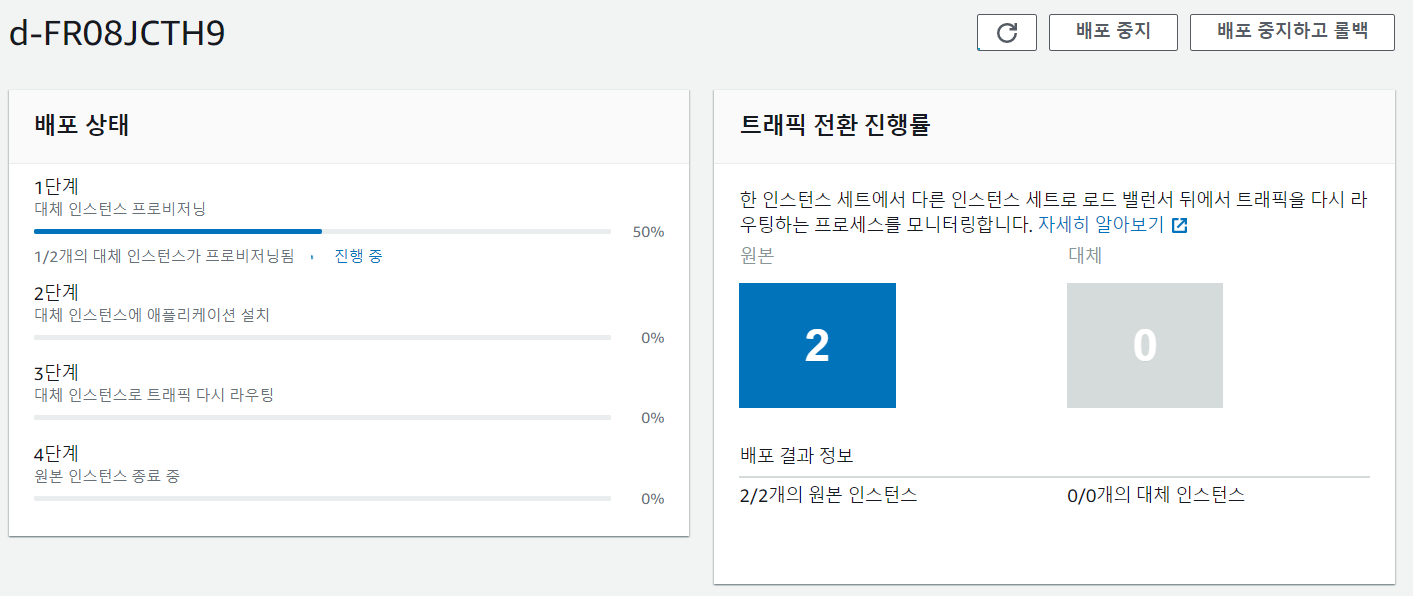 d-FR08JCTH9
배포 중지
배포 중지하고 롤백
배포 상태
1단계
대체 인스턴스 프로비저닝
50%
1/2개의 대체 인스턴스가 프로비저닝됨
진행 중
2단계
대체 인스턴스에 애플리케이션 설치
0%
3단계
대체 인스턴스로 트래픽 다시 라우팅
0%
4단계
원본 인스턴스 종료 중
0%
트래픽 전환 진행률
한 인스턴스 세트에서 다른 인스턴스 세트로 로드 밸런서 뒤에서 트래픽을 다시 라
우팅하는 프로세스를 모니터링합니다. 자세히 알아보기
원본
대체
2
0
배포 결과 정보
2/2개의 원본 인스턴스
0/0개의 대체 인스턴스